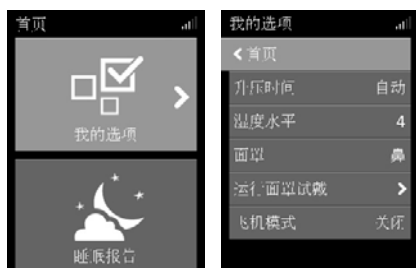 首页
我的选项
睡眠报告
我的选项
首页
升压时间 自动
湿度水平 4
面罩 鼻
运行面罩试戴
飞机模式 关闭